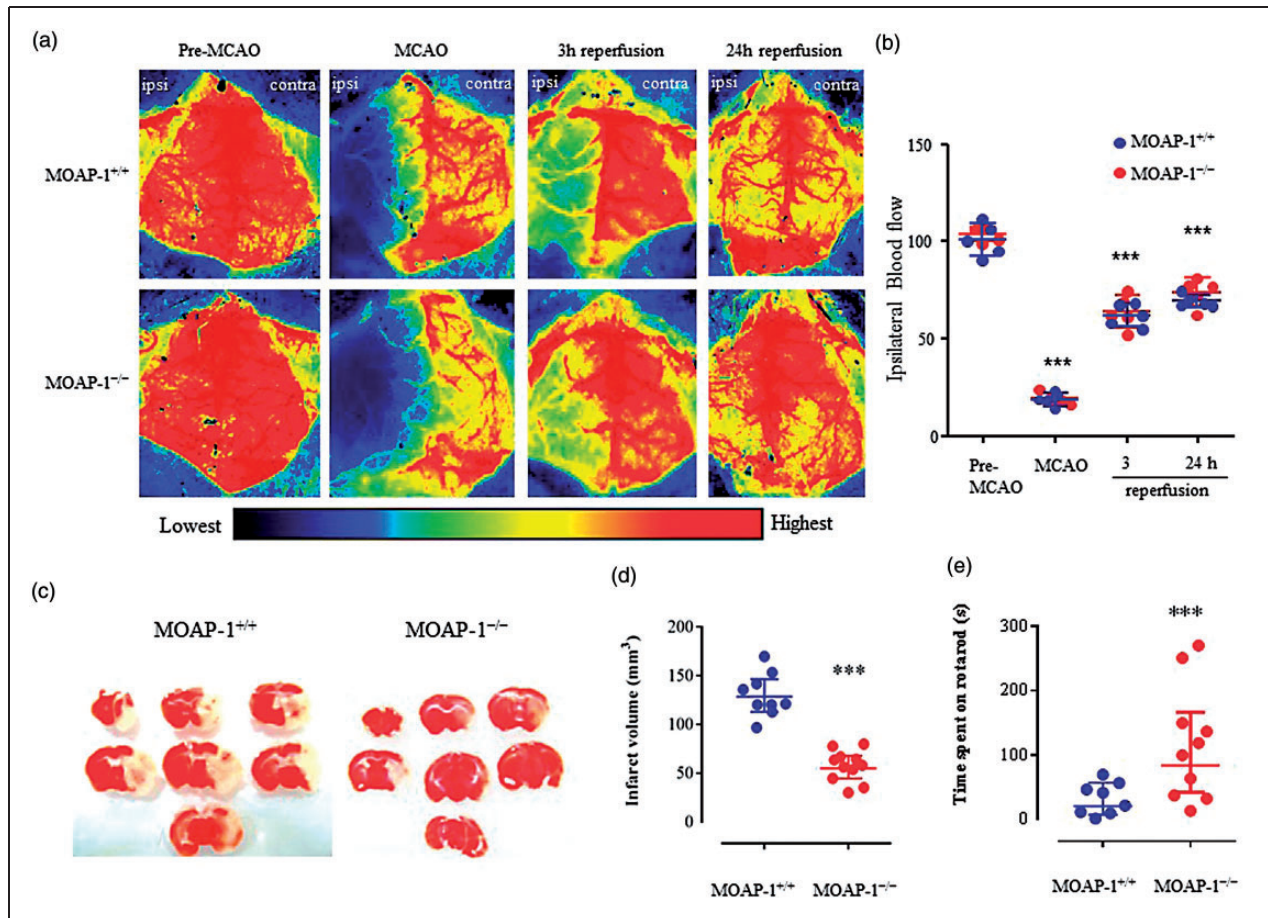 (a)
Pre-MCAO MCAO 3h reperfusion 24h reperfusion
ipsi contra ipsi contra ipsi contra ipsi contra
MOAP-1+/+
MOAP-1−/−
Lowest Highest
(b)
MOAP-1+/+
MOAP-1−/−
Ipsilateral Blood flow
150
100
50
0
***
***
***
Pre-
MCAO
MCAO
3 24 h
reperfusion
(c)
MOAP-1+/+ MOAP-1−/−
(d)
Infarct volume (mm3)
200
150
100
50
0
***
MOAP-1+/+ MOAP-1−/−
(e)
Time spent on rotarod (s)
300
200
100
0
***
MOAP-1+/+ MOAP-1−/−